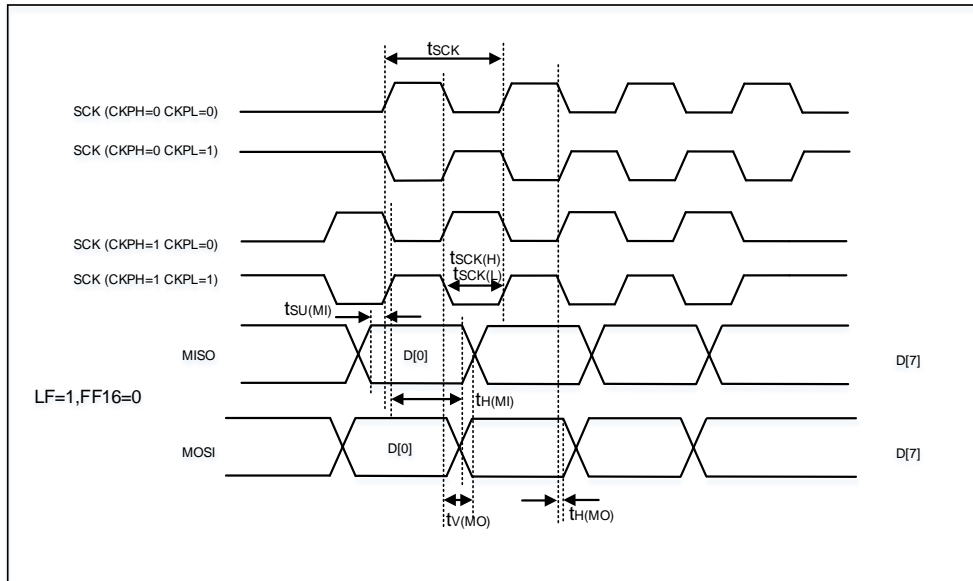 tSCK
SCK (CKPH=0 CKPL=0)
SCK (CKPH=0 CKPL=1)
SCK (CKPH=1 CKPL=0)
tSCK(H)
SCK (CKPH=1 CKPL=1)
tSCK(L)
tSU(MI)
MISO
D[0]
D[7]
LF=1,FF16=0
tH(MI)
MOSI
D[0]
D[7]
tV(MO)
tH(MO)